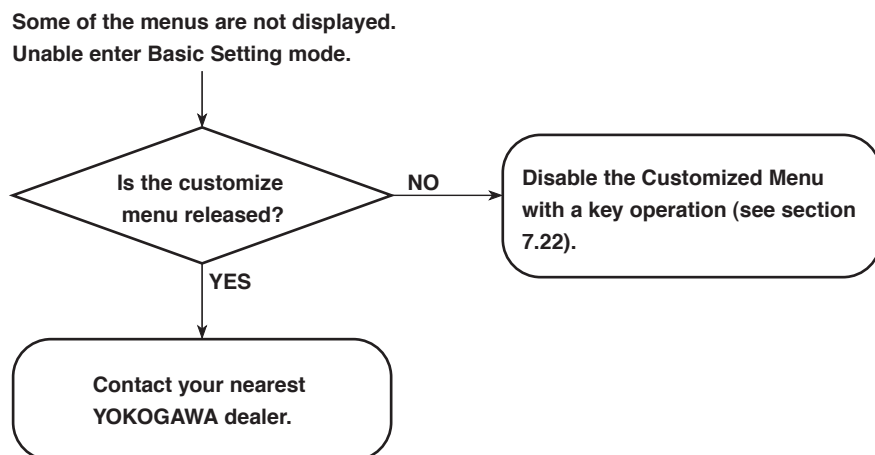 Some of the menus are not displayed.
Unable enter Basic Setting mode.
Is the customize
menu released?
NO
Disable the Customized Menu
with a key operation (see section
7.22).
YES
Contact your nearest
YOKOGAWA dealer.